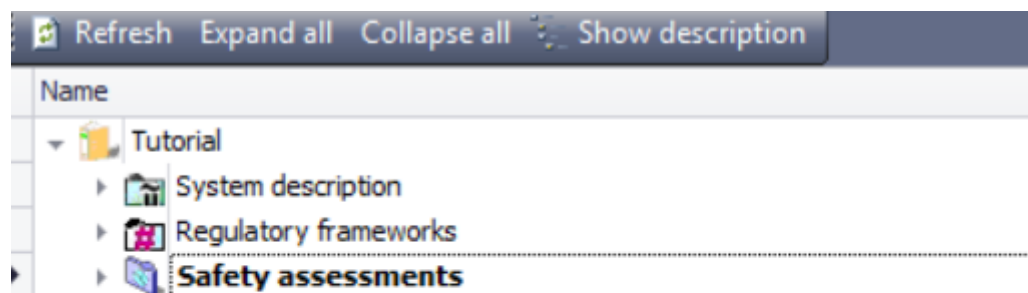 Refresh Expand all Collapse all Show description
Name
Tutorial
System description
Regulatory frameworks
Safety assessments